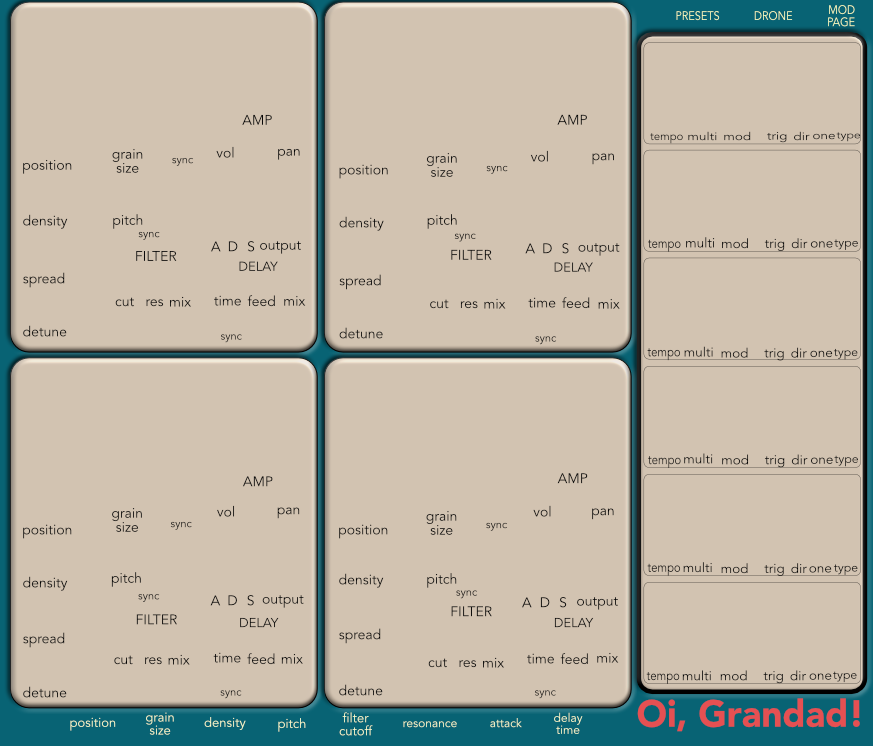 PRESETS DRONE MOD PAGE
AMP
position grain size sync vol pan
density pitch
sync
FILTER A D S output
DELAY
spread
cut res mix time feed mix
detune sync
AMP
position grain size sync vol pan
density pitch
sync
FILTER A D S output
DELAY
spread
cut res mix time feed mix
detune sync
tempo multi mod trig dir one type
tempo multi mod trig dir one type
tempo multi mod trig dir one type
tempo multi mod trig dir one type
tempo multi mod trig dir one type
tempo multi mod trig dir one type
AMP
position grain size sync vol pan
density pitch
sync
FILTER A D S output
DELAY
spread
cut res mix time feed mix
detune sync
AMP
position grain size sync vol pan
density pitch
sync
FILTER A D S output
DELAY
spread
cut res mix time feed mix
detune sync
position grain size density pitch filter cutoff resonance attack delay time
Oi, Grandad!